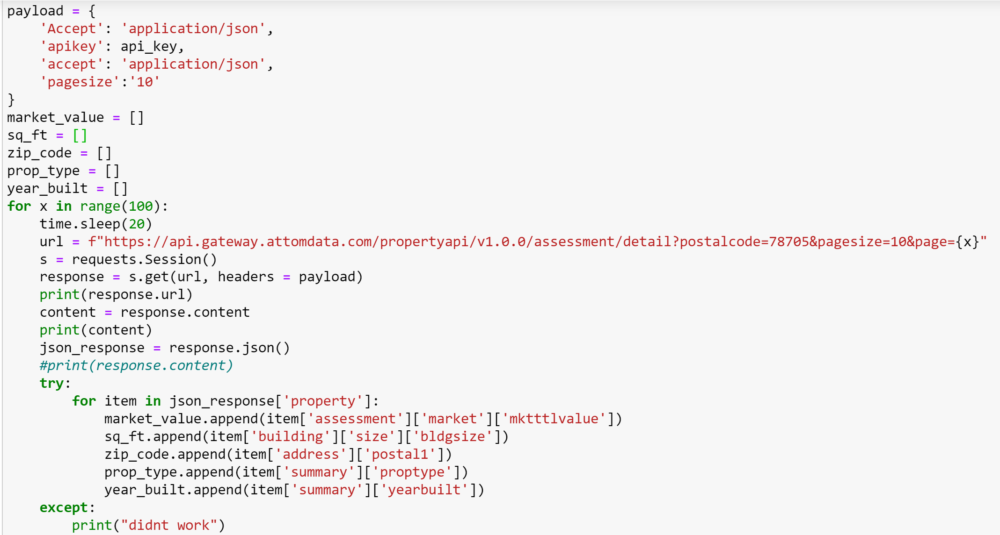 payload = {
    'Accept': 'application/json',
    'apikey': api_key,
    'accept': 'application/json',
    'pagesize':'10'
}
market_value = []
sq_ft = []
zip_code = []
prop_type = []
year_built = []
for x in range(100):
    time.sleep(20)
    url = f"https://api.gateway.attomdata.com/propertyapi/v1.0.0/assessment/detail?postalcode=78705&pagesize=10&page={x}"
    s = requests.Session()
    response = s.get(url, headers = payload)
    print(response.url)
    content = response.content
    print(content)
    json_response = response.json()
    #print(response.content)
    try:
        for item in json_response['property']:
            market_value.append(item['assessment']['market']['mktttlvalue'])
            sq_ft.append(item['building']['size']['bldgsize'])
            zip_code.append(item['address']['postal1'])
            prop_type.append(item['summary']['proptype'])
            year_built.append(item['summary']['yearbuilt'])
    except:
        print("didnt work")